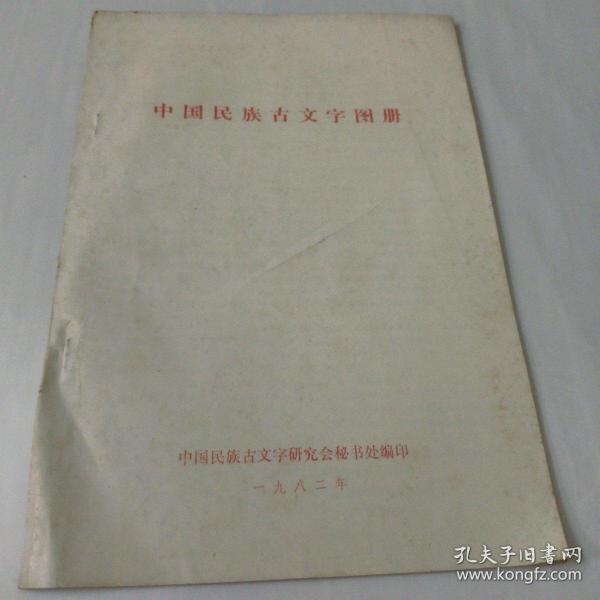 中国民族古文字图册
中国民族古文字研究会秘书处编印
一九八二年
孔夫子旧书网
www.kongfz.com